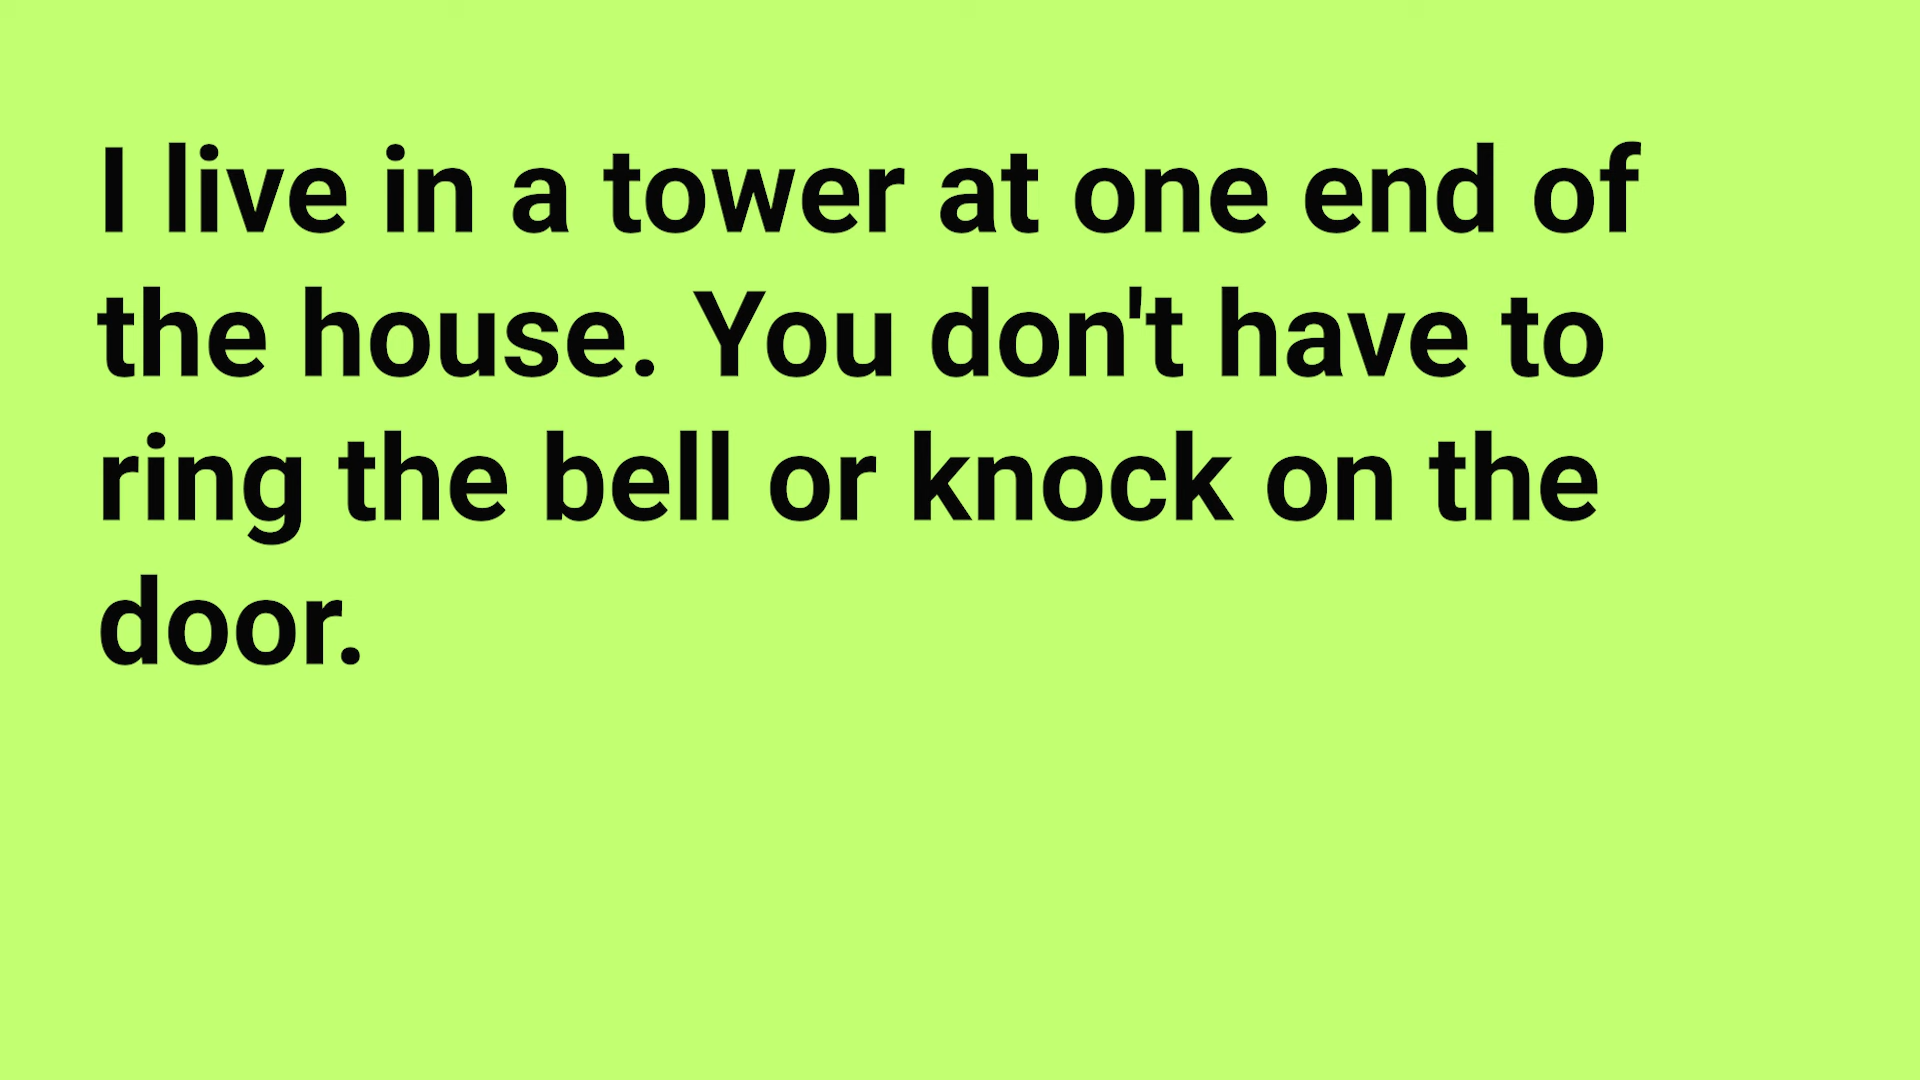 I live in a tower at one end of
the house. You don't have to
ring the bell or knock on the
door.